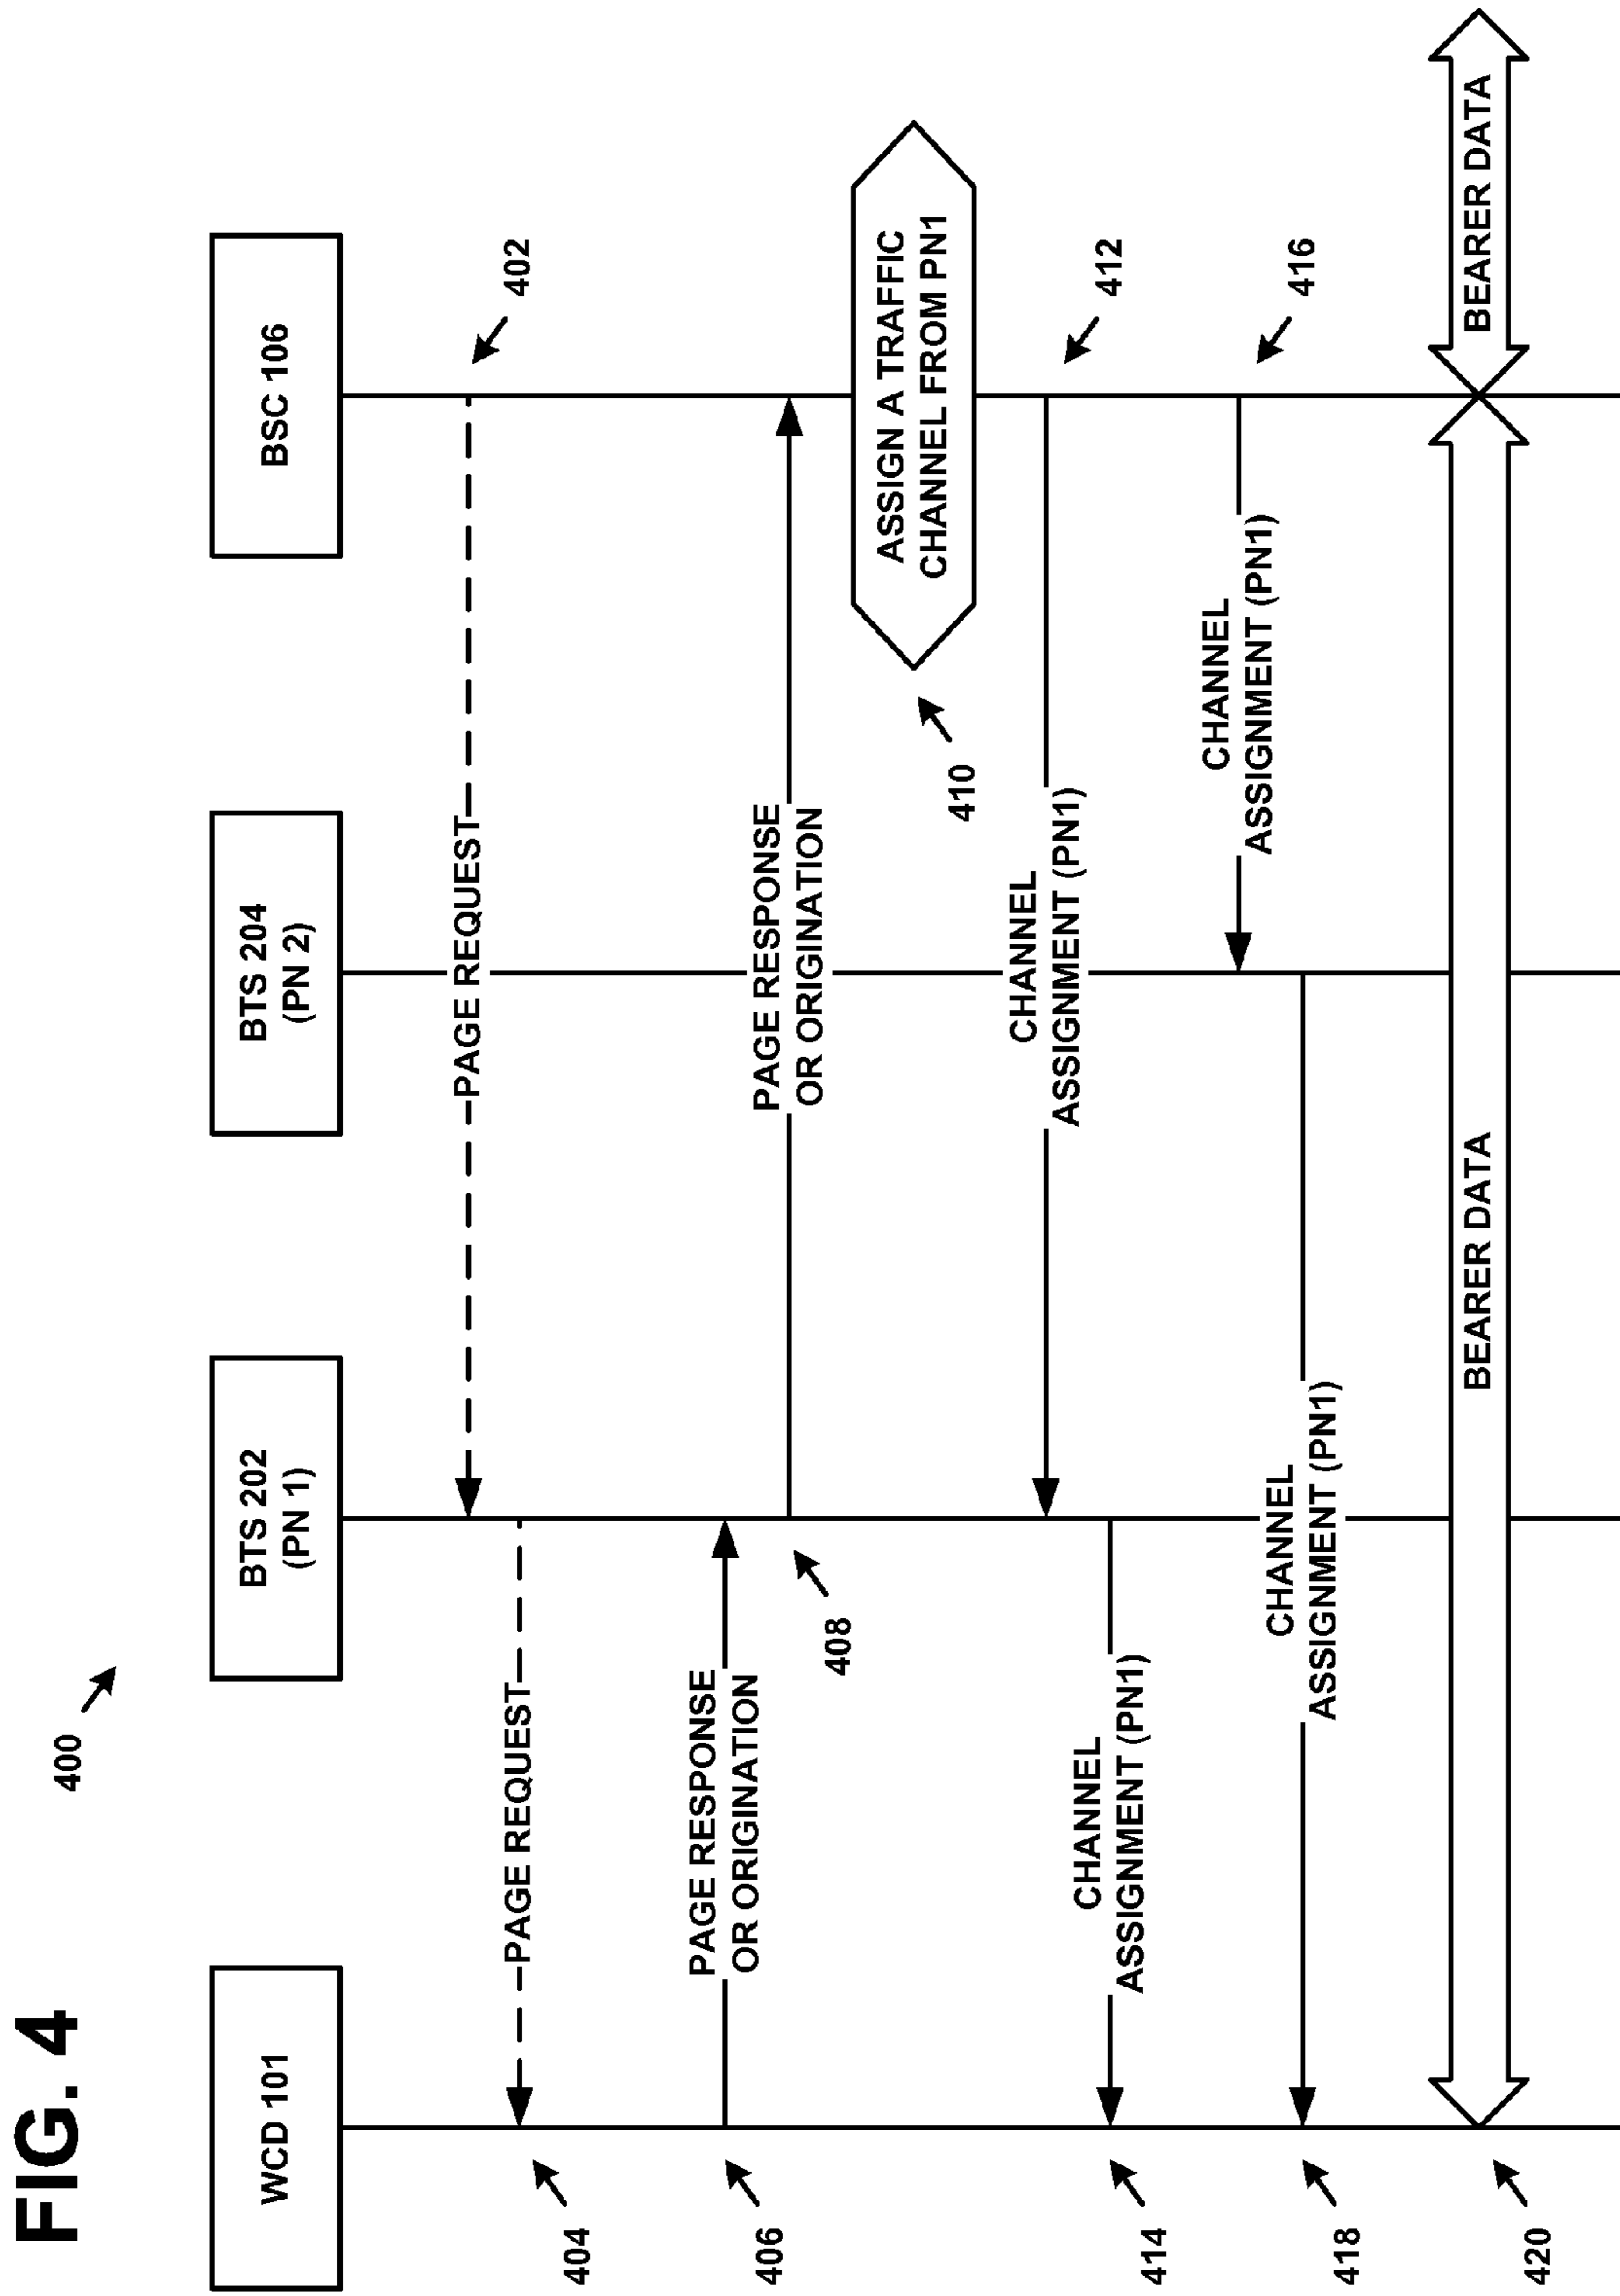 FIG. 4
400
WCD 101
BTS 202
(PN 1)
BTS 204
(PN 2)
BSC 106
402
PAGE REQUEST
404
PAGE REQUEST
406
PAGE RESPONSE
OR ORIGINATION
408
PAGE RESPONSE
OR ORIGINATION
410
ASSIGN A TRAFFIC
CHANNEL FROM PN1
412
CHANNEL
ASSIGNMENT (PN1)
414
CHANNEL
ASSIGNMENT (PN1)
416
CHANNEL
ASSIGNMENT (PN1)
418
CHANNEL
ASSIGNMENT (PN1)
420
BEARER DATA
BEARER DATA